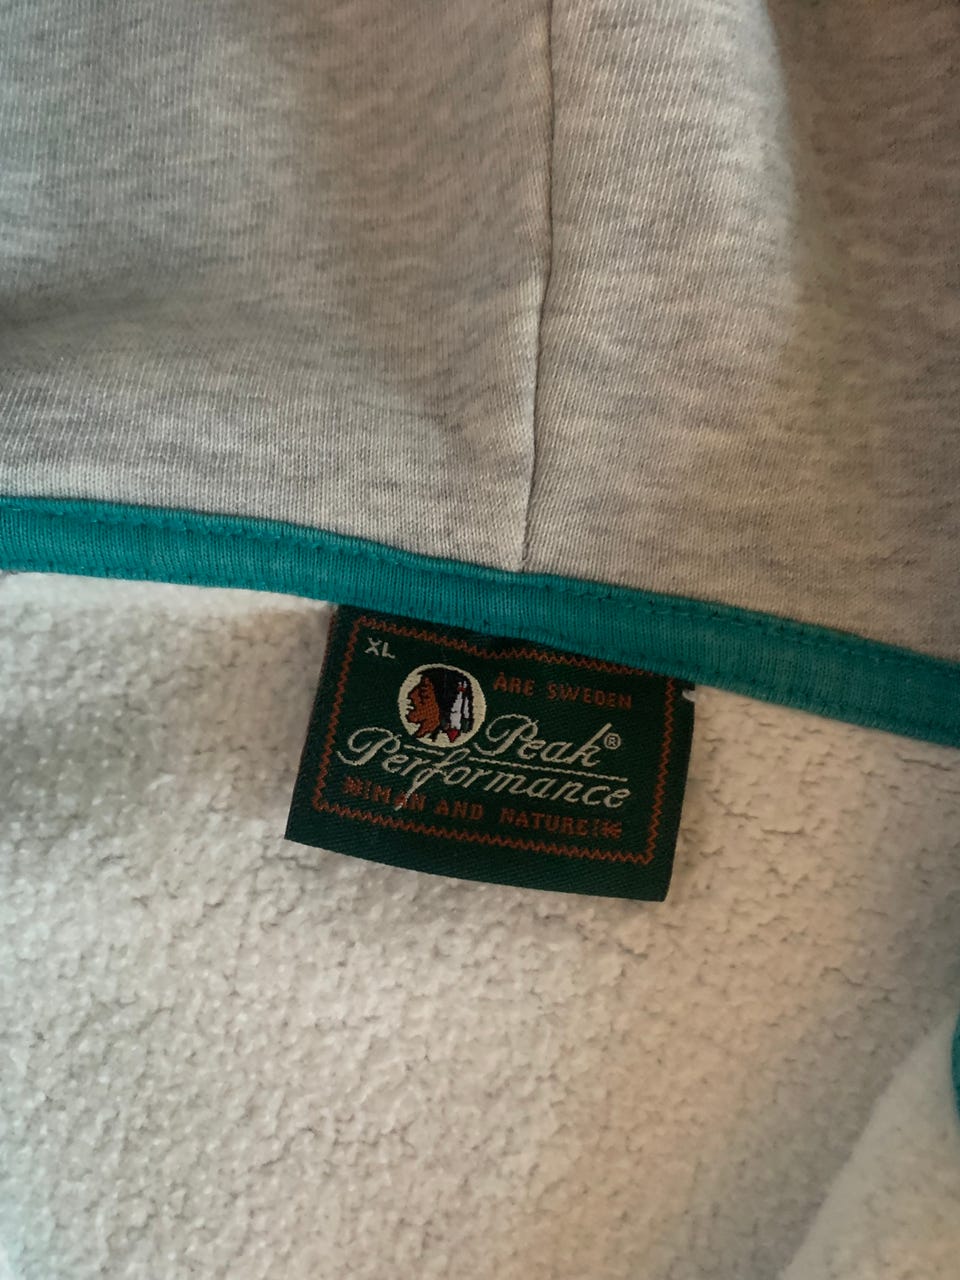 XL
ÅRE SWEDEN
Peak®
Performance
MAN AND NATURE